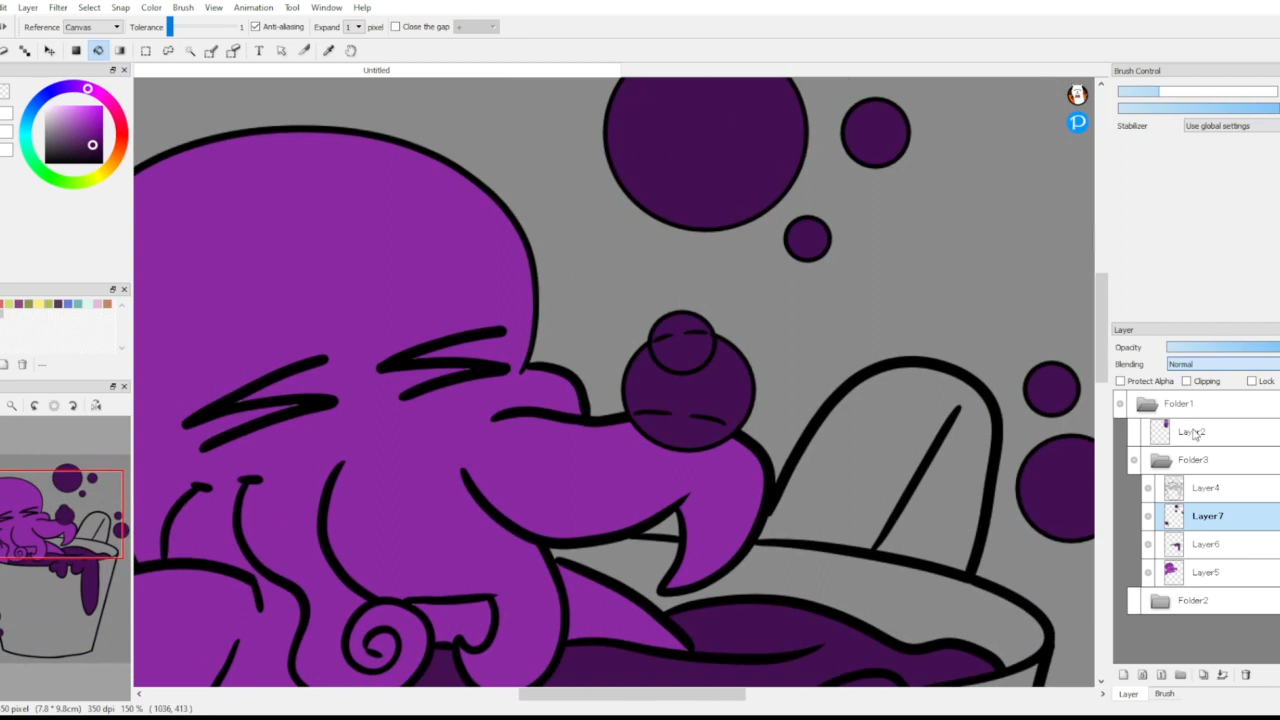 Layer Filter Select Snap Color Brush View Animation Tool Window Help
Reference Canvas Tolerance 1 Anti-aliasing Expand 1 pixel Close the gap
T
Untitled
Brush Control
Stabilizer Use global settings
Layer
Opacity
Blending Normal
Protect Alpha Clipping Lock
Folder1
Folder3
Layer4
Layer7
Layer6
Layer5
Folder2
Layer Brush
50 pixel (7.8 * 9.8cm) 350 dpi 150 % ( 1036, 413 )